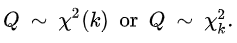 Q ∼ χ²(k) or Q ∼ χ²ₖ.